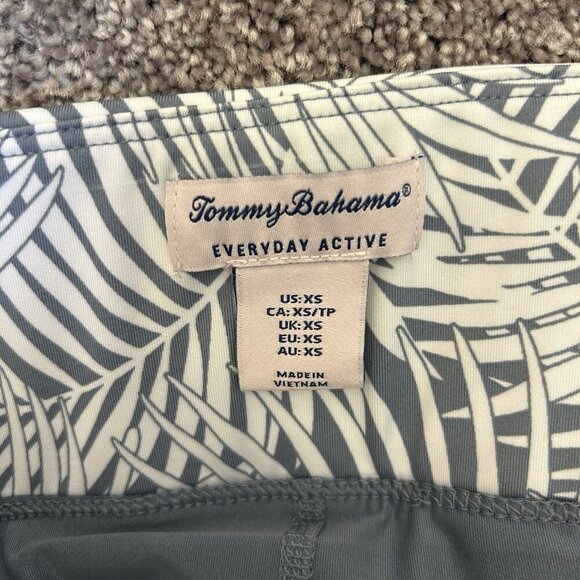 Tommy Bahama®
EVERYDAY ACTIVE
US:XS
CA: XS/TP
UK:XS
EU:XS
AU:XS
MADE IN
VIETNAM